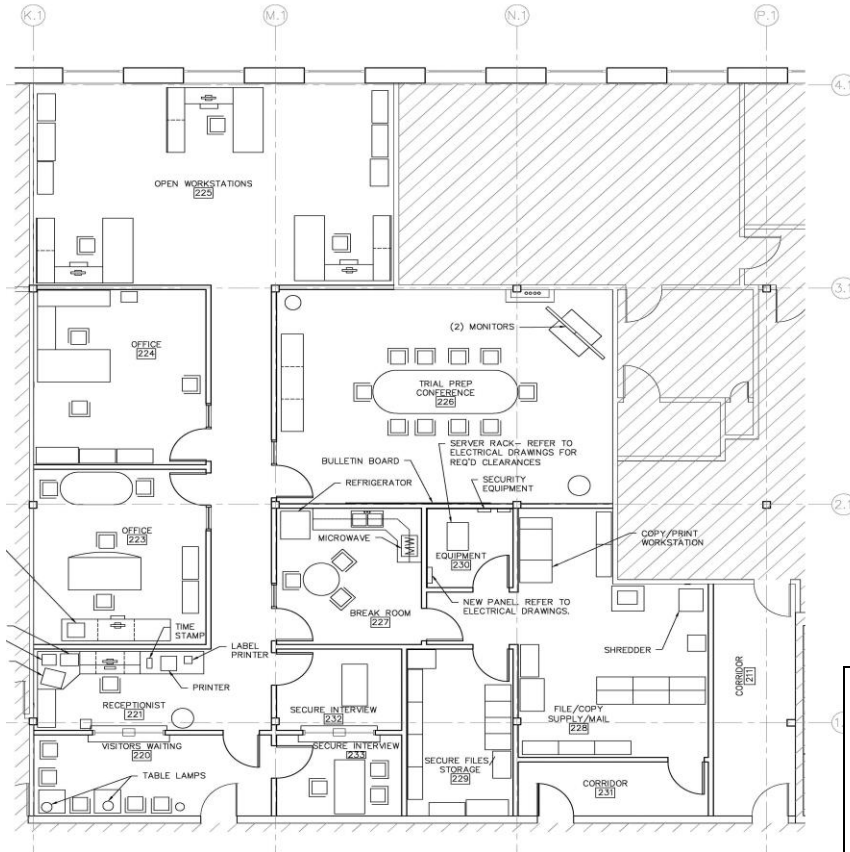 K.1
M.1
N.1
P.1
4.1
OPEN WORKSTATIONS
225
3.1
(2) MONITORS
OFFICE
224
TRIAL PREP
CONFERENCE
226
SERVER RACK- REFER TO
ELECTRICAL DRAWINGS FOR
REQ'D CLEARANCES
BULLETIN BOARD
SECURITY
EQUIPMENT
REFRIGERATOR
2.1
OFFICE
223
MICROWAVE
MW
EQUIPMENT
230
COPY/PRINT
WORKSTATION
NEW PANEL. REFER TO
ELECTRICAL DRAWINGS.
BREAK ROOM
227
TIME
STAMP
LABEL
PRINTER
SHREDDER
PRINTER
RECEPTIONIST
221
SECURE INTERVIEW
232
FILE/COPY
SUPPLY/MAIL
228
CORRIDOR
211
VISITORS WAITING
220
SECURE INTERVIEW
233
TABLE LAMPS
SECURE FILES
STORAGE
229
CORRIDOR
231